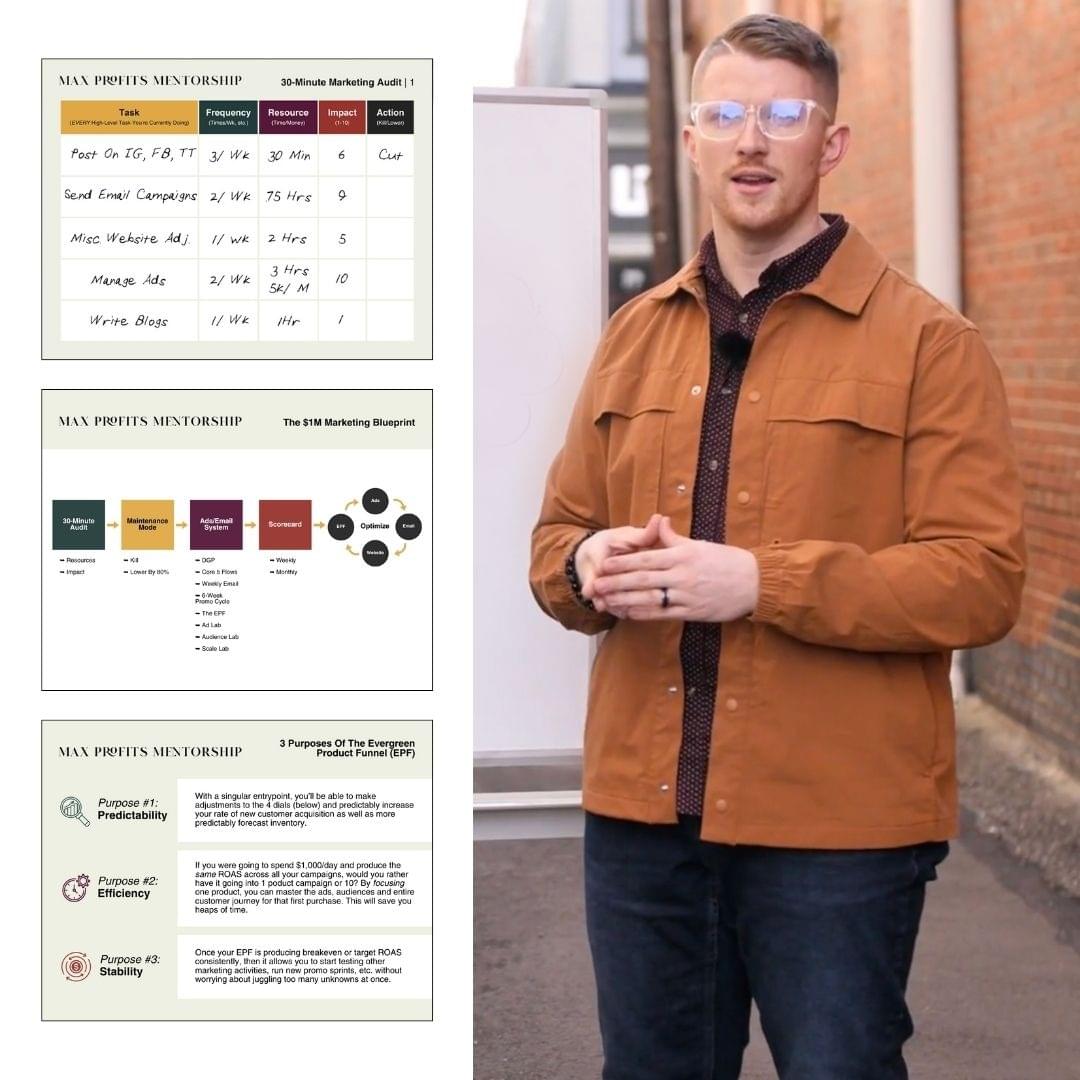 MAX PROFITS MENTORSHIP
30-Minute Marketing Audit | 1
Task
(EVERY High-Level Task You're Currently Doing)
Frequency
(Times/Wk, etc.)
Resource
(Time/Money)
Impact
(1-10)
Action
(Kill/Lower)
Post On IG, FB, TT 3/ Wk 30 Min 6 Cut
Send Email Campaigns 2/ Wk .75 Hrs 9
Misc. Website Adj. 1/ wk 2 Hrs 5
Manage Ads 2/ Wk 3 Hrs 10
5k/ M
Write Blogs 1/ Wk 1Hr 1
MAX PROFITS MENTORSHIP
The $1M Marketing Blueprint
30-Minute
Audit
Resources
Impact
Maintenance
Mode
Kill
Lower By 80%
Ads/Email
System
DGP
Core 5 Flows
Weekly Email
6-Week
Promo Cycle
The EPF
Ad Lab
Audience Lab
Scale Lab
Scorecard
Weekly
Monthly
Ads
EPF
Optimize
Email
Website
MAX PROFITS MENTORSHIP
3 Purposes Of The Evergreen
Product Funnel (EPF)
Purpose #1:
Predictability
With a singular entrypoint, you'll be able to make
adjustments to the 4 dials (below) and predictably increase
your rate of new customer acquisition as well as more
predictably forecast inventory.
Purpose #2:
Efficiency
If you were going to spend $1,000/day and produce the
same ROAS across all your campaigns, would you rather
have it going into 1 poduct campaign or 10? By focusing
one product, you can master the ads, audiences and entire
customer journey for that first purchase. This will save you
heaps of time.
Purpose #3:
Stability
Once your EPF is producing breakeven or target ROAS
consistently, then it allows you to start testing other
marketing activities, run new promo sprints, etc. without
worrying about juggling too many unknowns at once.